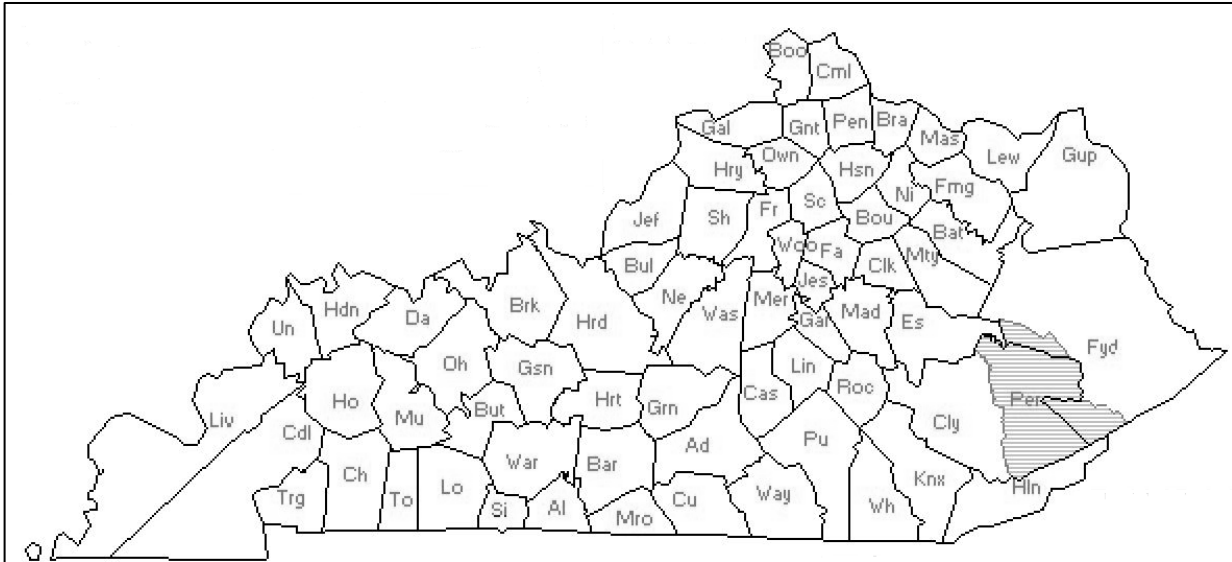 Boo
Cml
Gal
Gnt
Pen
Bra
Mas
Lew
Gup
Hry
Own
Hsn
Ni
Fmg
Jef
Sh
Fr
Sc
Bou
Bat
Bul
Woo
Fa
Clk
Mty
Ne
Was
Mer
Jes
Gar
Mad
Es
Un
Hdn
Da
Brk
Hrd
Fyd
Oh
Gsn
Lin
Roc
Liv
Cdl
Ho
Mu
But
Hrt
Grn
Cas
Per
Cly
War
Bar
Ad
Pu
Trg
Ch
To
Lo
Si
Al
Mro
Cu
Way
Wh
Knx
Hln